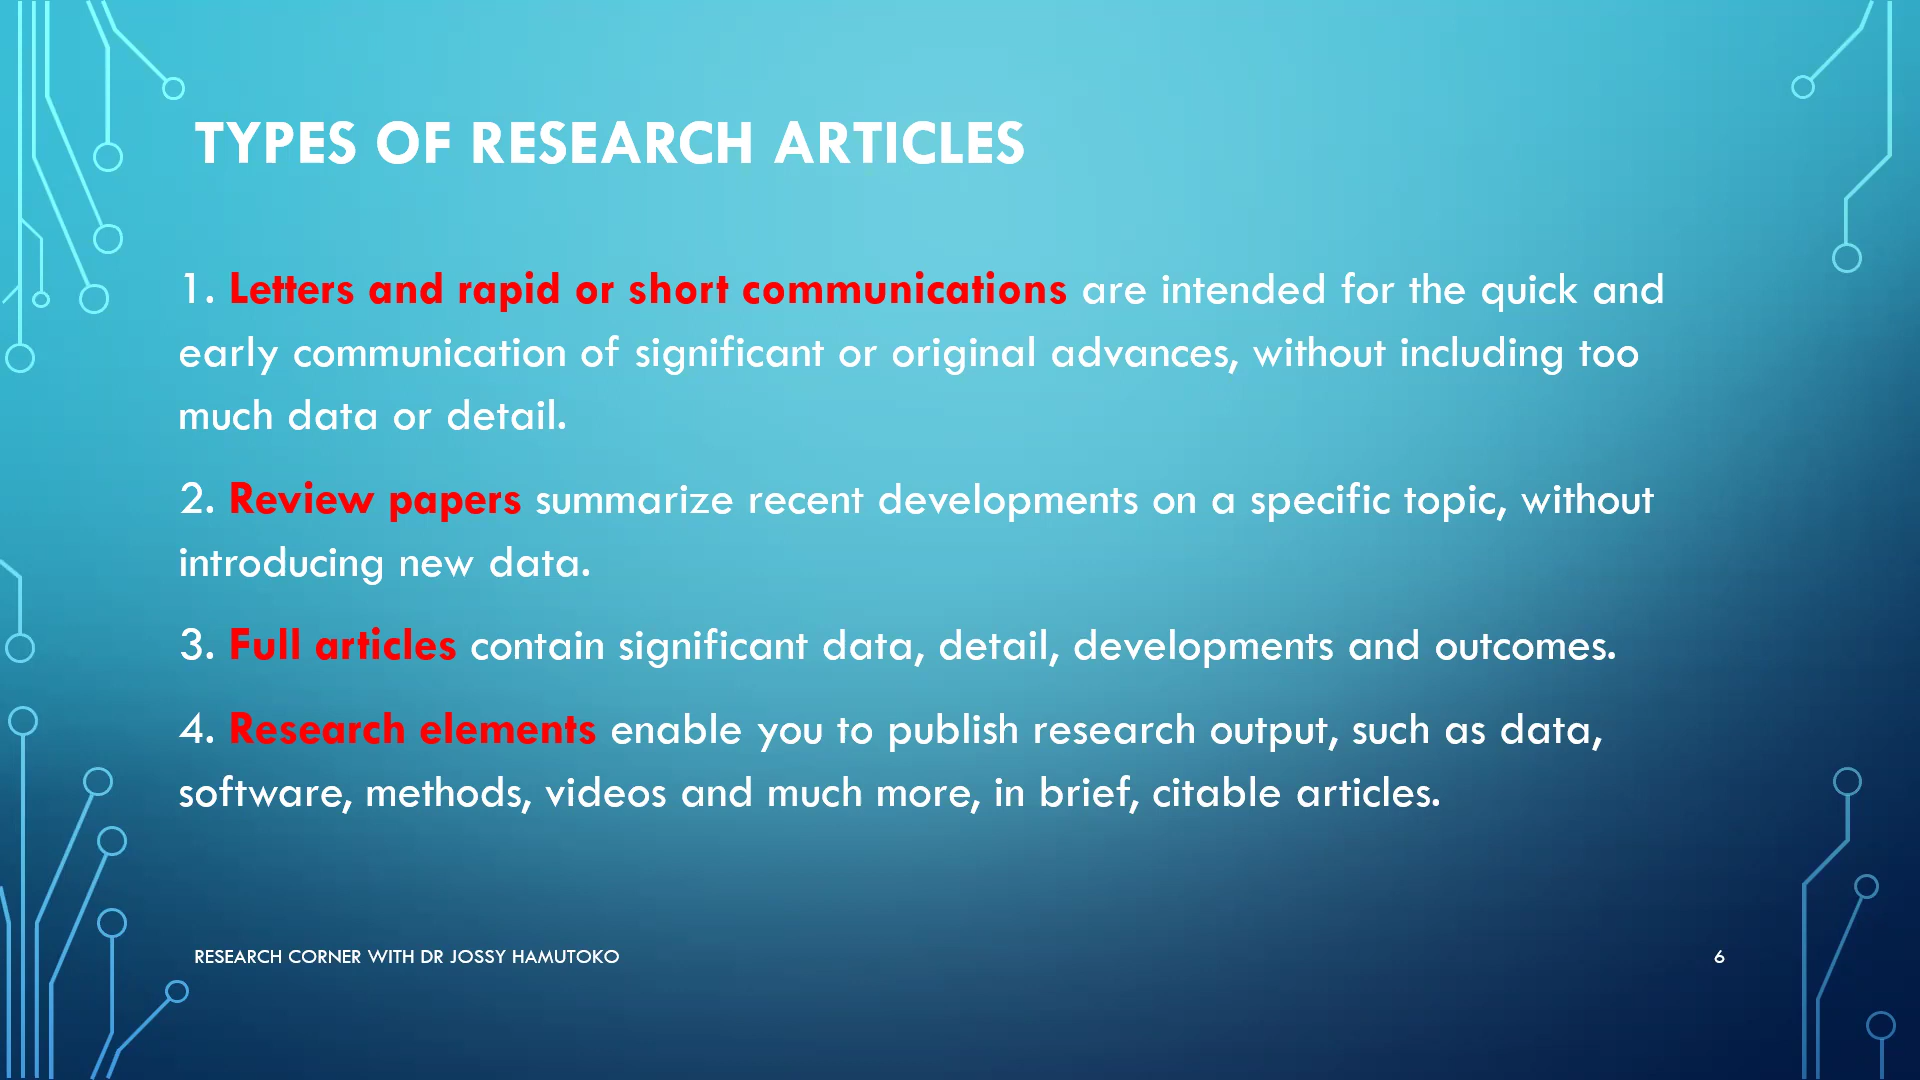 TYPES OF RESEARCH ARTICLES
1. Letters and rapid or short communications are intended for the quick and
early communication of significant or original advances, without including too
much data or detail.
2. Review papers summarize recent developments on a specific topic, without
introducing new data.
3. Full articles contain significant data, detail, developments and outcomes.
4. Research elements enable you to publish research output, such as data,
software, methods, videos and much more, in brief, citable articles.
RESEARCH CORNER WITH DR JOSSY HAMUTOKO
6